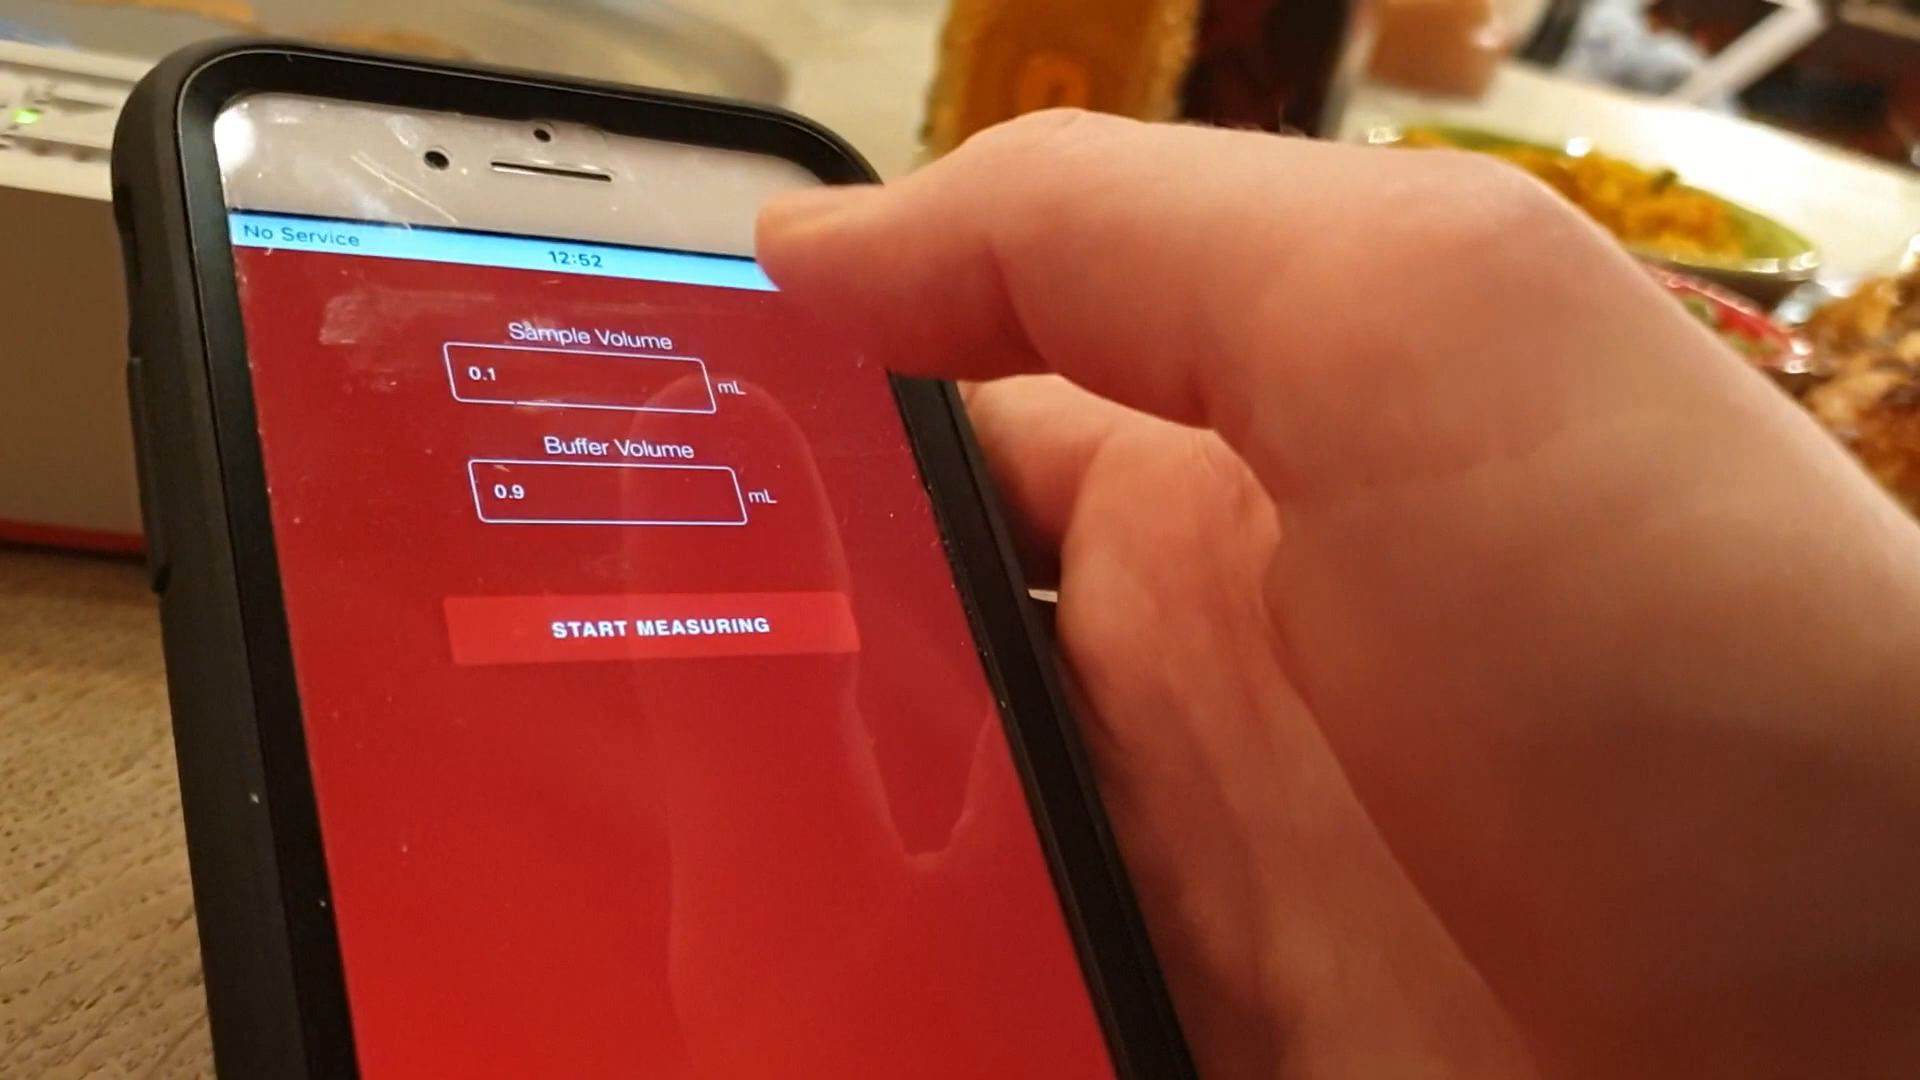 No Service
12:52
Sample Volume
0.1 mL
Buffer Volume
0.9 mL
START MEASURING